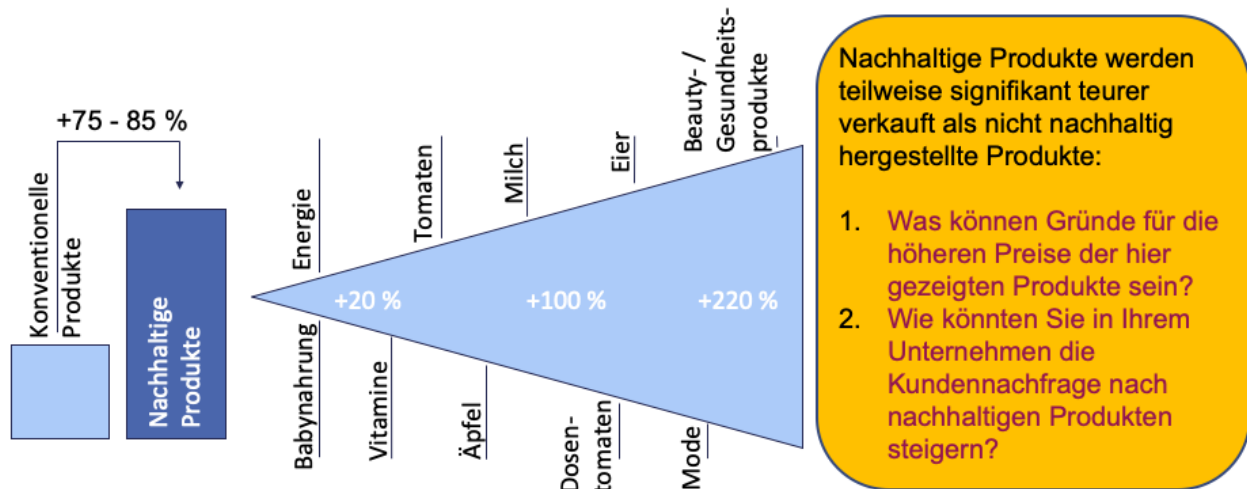 +75 - 85 %
Konventionelle
Produkte
Nachhaltige
Produkte
Energie
Tomaten
Milch
Eier
Beauty- /
Gesundheits-
produkte
+20 %
+100 %
+220 %
Babynahrung
Vitamine
Äpfel
Dosen-
tomaten
Mode
Nachhaltige Produkte werden
teilweise signifikant teurer
verkauft als nicht nachhaltig
hergestellte Produkte:
1. Was können Gründe für die
höheren Preise der hier
gezeigten Produkte sein?
2. Wie könnten Sie in Ihrem
Unternehmen die
Kundennachfrage nach
nachhaltigen Produkten
steigern?